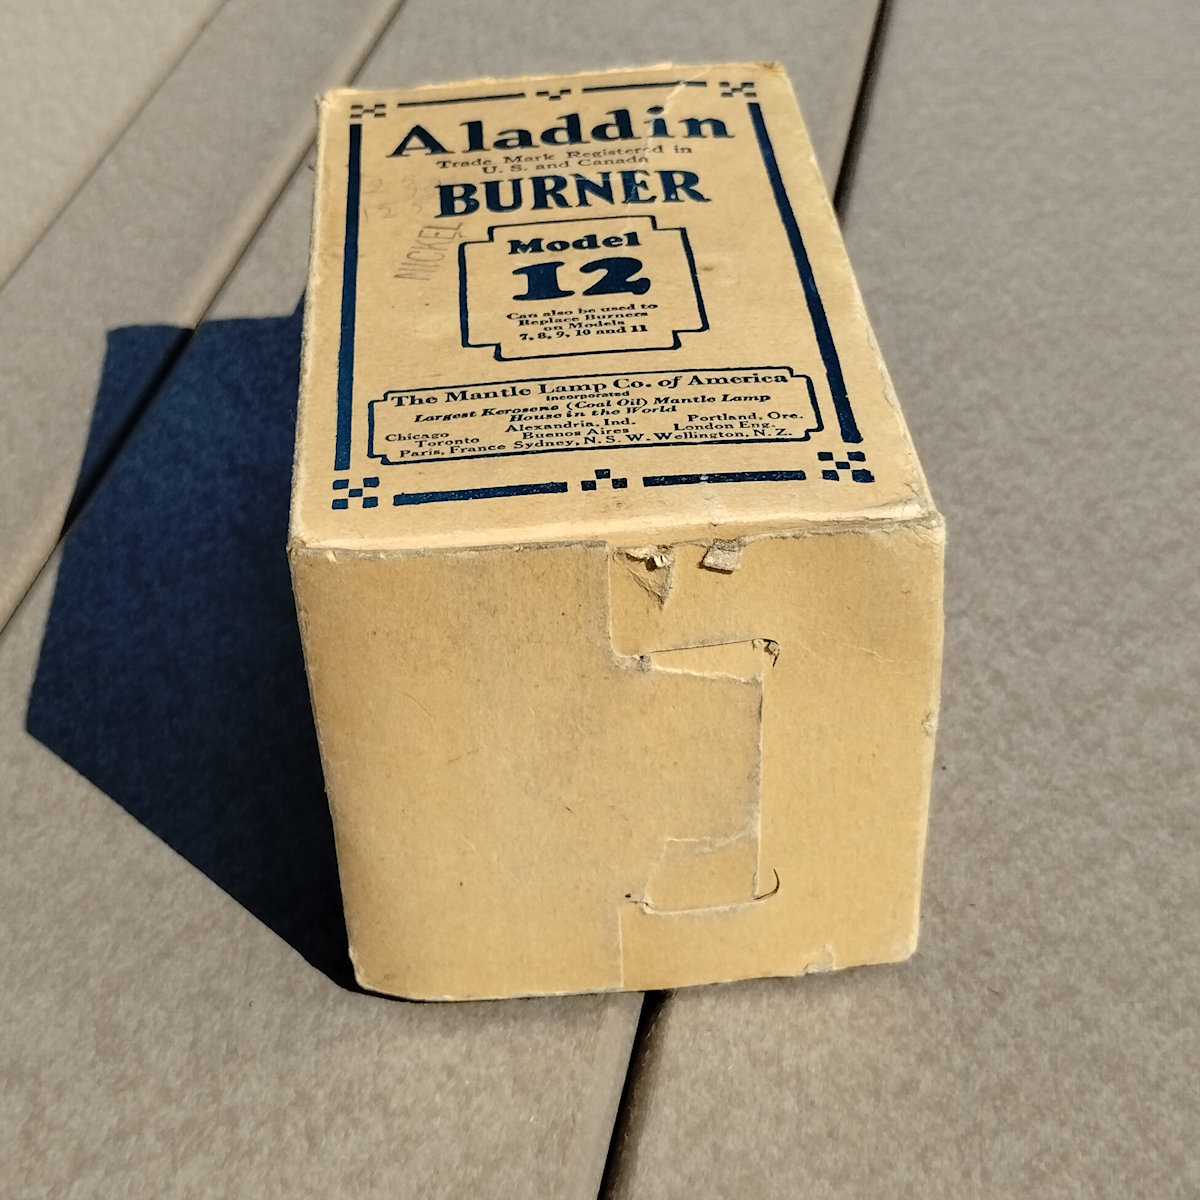 Aladdin
Trade Mark Registered in
U. S. and Canada
BURNER
NICKEL
Model
12
Can also be used to
Replace Burners
on Models
7, 8, 9, 10 and 11
The Mantle Lamp Co. of America
Incorporated
Largest Kerosene (Coal Oil) Mantle Lamp
House in the World
Chicago Alexandria, Ind. Portland, Ore.
Toronto Buenos Aires London Eng.
Paris, France Sydney, N. S. W. Wellington, N. Z.